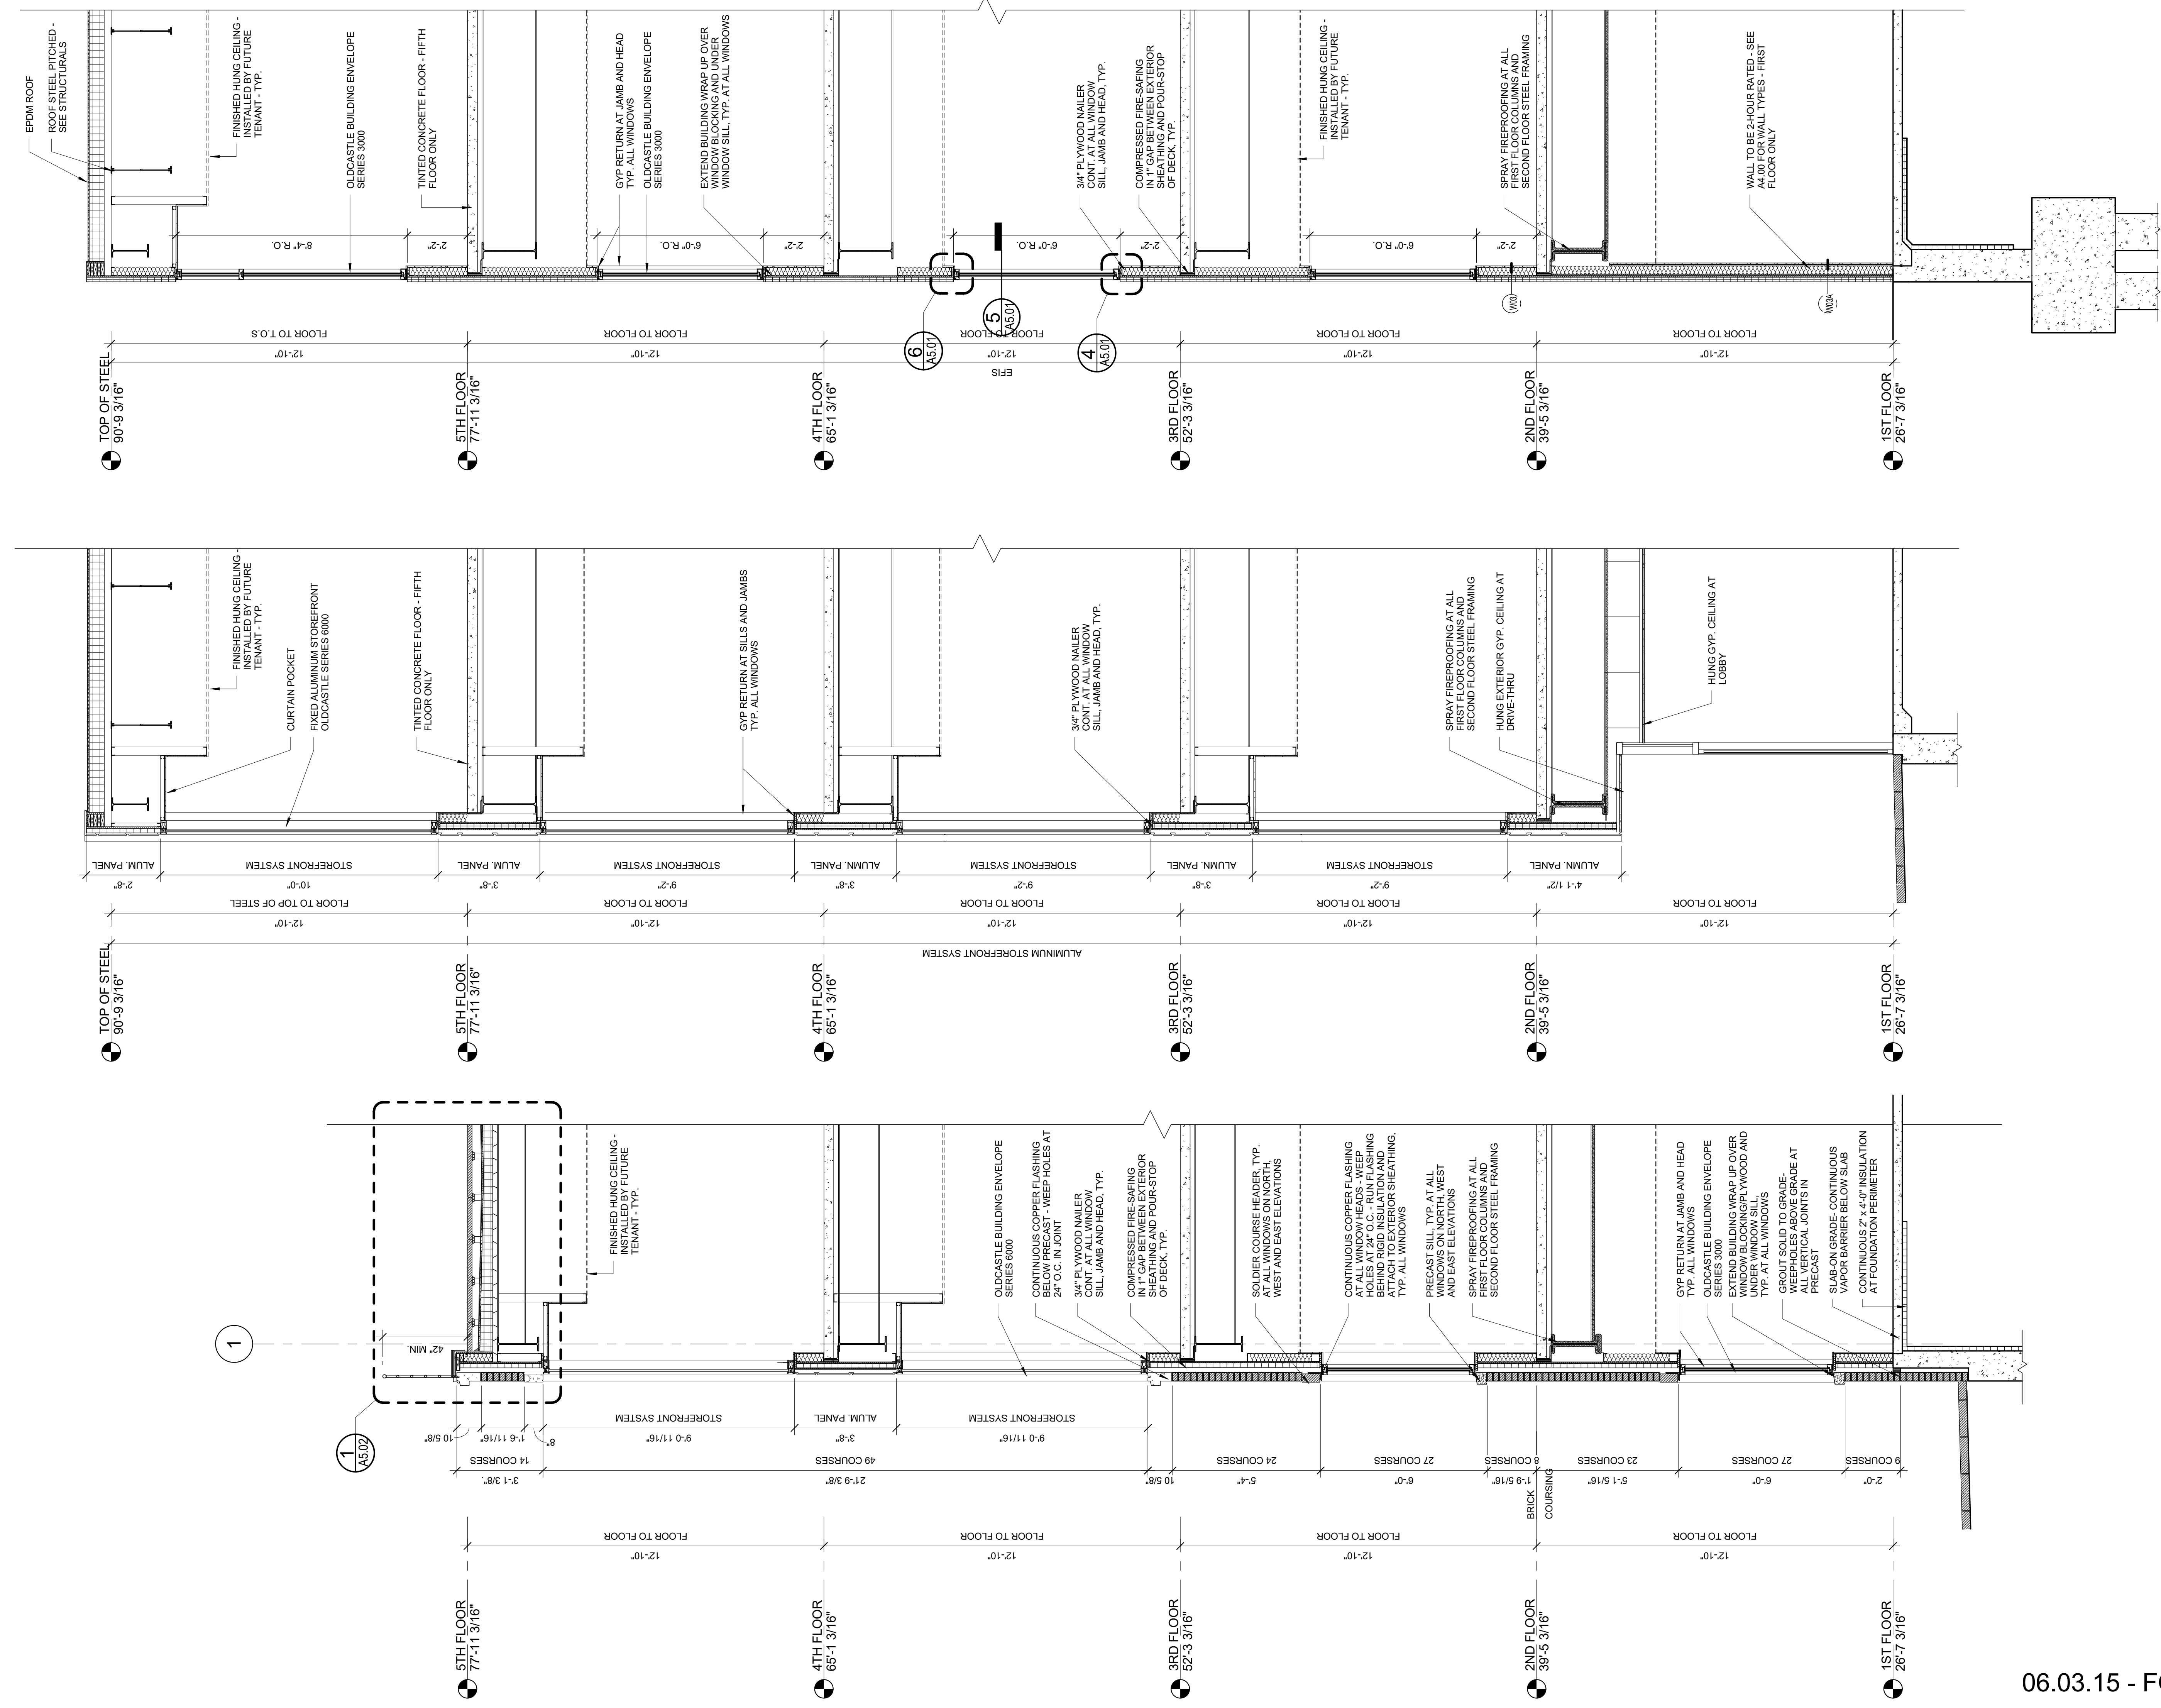 EPDM ROOF
ROOF STEEL PITCHED -
SEE STRUCTURALS
FINISHED HUNG CEILING -
INSTALLED BY FUTURE
TENANT - TYP.
OLDCASTLE BUILDING ENVELOPE
SERIES 3000
TINTED CONCRETE FLOOR - FIFTH
FLOOR ONLY
GYP RETURN AT JAMB AND HEAD
TYP. ALL WINDOWS
OLDCASTLE BUILDING ENVELOPE
SERIES 3000
EXTEND BUILDING WRAP UP OVER
WINDOW BLOCKING AND UNDER
WINDOW SILL, TYP. AT ALL WINDOWS
3/4" PLYWOOD NAILER
CONT. AT ALL WINDOW
SILL, JAMB AND HEAD, TYP.
COMPRESSED FIRE-SAFING
IN 1" GAP BETWEEN EXTERIOR
SHEATHING AND POUR-STOP
OF DECK, TYP.
FINISHED HUNG CEILING -
INSTALLED BY FUTURE
TENANT - TYP.
SPRAY FIREPROOFING AT ALL
FIRST FLOOR COLUMNS AND
SECOND FLOOR STEEL FRAMING
WALL TO BE 2-HOUR RATED - SEE
A4.00 FOR WALL TYPES - FIRST
FLOOR ONLY
8'-4" R.O.
2'-2"
6'-0" R.O.
2'-2"
6'-0" R.O.
2'-2"
6'-0" R.O.
2'-2"
W03
W03A
6
A5.01
5
A5.01
4
A5.01
FLOOR TO T.O.S
12'-10"
FLOOR TO FLOOR
12'-10"
FLOOR TO FLOOR
12'-10"
FLOOR TO FLOOR
12'-10"
FLOOR TO FLOOR
12'-10"
EFIS
TOP OF STEEL
90'-9 3/16"
5TH FLOOR
77'-11 3/16"
4TH FLOOR
65'-1 3/16"
3RD FLOOR
52'-3 3/16"
2ND FLOOR
39'-5 3/16"
1ST FLOOR
26'-7 3/16"
FINISHED HUNG CEILING -
INSTALLED BY FUTURE
TENANT - TYP.
CURTAIN POCKET
FIXED ALUMINUM STOREFRONT
OLDCASTLE SERIES 6000
TINTED CONCRETE FLOOR - FIFTH
FLOOR ONLY
GYP RETURN AT SILLS AND JAMBS
TYP. ALL WINDOWS
3/4" PLYWOOD NAILER
CONT. AT ALL WINDOW
SILL, JAMB AND HEAD, TYP.
SPRAY FIREPROOFING AT ALL
FIRST FLOOR COLUMNS AND
SECOND FLOOR STEEL FRAMING
HUNG EXTERIOR GYP. CEILING AT
DRIVE-THRU
HUNG GYP. CEILING AT
LOBBY
ALUM. PANEL
2'-8"
STOREFRONT SYSTEM
10'-0"
ALUM. PANEL
3'-8"
STOREFRONT SYSTEM
9'-2"
ALUMN. PANEL
3'-8"
STOREFRONT SYSTEM
9'-2"
ALUMN. PANEL
3'-8"
STOREFRONT SYSTEM
9'-2"
ALUMN. PANEL
4'-1 1/2"
FLOOR TO TOP OF STEEL
12'-10"
FLOOR TO FLOOR
12'-10"
FLOOR TO FLOOR
12'-10"
FLOOR TO FLOOR
12'-10"
FLOOR TO FLOOR
12'-10"
ALUMINUM STOREFRONT SYSTEM
TOP OF STEEL
90'-9 3/16"
5TH FLOOR
77'-11 3/16"
4TH FLOOR
65'-1 3/16"
3RD FLOOR
52'-3 3/16"
2ND FLOOR
39'-5 3/16"
1ST FLOOR
26'-7 3/16"
1
42" MIN.
1
A5.02
FINISHED HUNG CEILING -
INSTALLED BY FUTURE
TENANT - TYP.
OLDCASTLE BUILDING ENVELOPE
SERIES 6000
CONTINUOUS COPPER FLASHING
BELOW PRECAST - WEEP HOLES AT
24" O.C. IN JOINT
3/4" PLYWOOD NAILER
CONT. AT ALL WINDOW
SILL, JAMB AND HEAD, TYP.
COMPRESSED FIRE-SAFING
IN 1" GAP BETWEEN EXTERIOR
SHEATHING AND POUR-STOP
OF DECK, TYP.
SOLDIER COURSE HEADER, TYP.
AT ALL WINDOWS ON NORTH,
WEST AND EAST ELEVATIONS
CONTINUOUS COPPER FLASHING
AT ALL WINDOW HEADS - WEEP
HOLES AT 24" O.C. - RUN FLASHING
BEHIND RIGID INSULATION AND
ATTACH TO EXTERIOR SHEATHING,
TYP. ALL WINDOWS
PRECAST SILL, TYP. AT ALL
WINDOWS ON NORTH, WEST
AND EAST ELEVATIONS
SPRAY FIREPROOFING AT ALL
FIRST FLOOR COLUMNS AND
SECOND FLOOR STEEL FRAMING
GYP RETURN AT JAMB AND HEAD
TYP. ALL WINDOWS
OLDCASTLE BUILDING ENVELOPE
SERIES 3000
EXTEND BUILDING WRAP UP OVER
WINDOW BLOCKING/PLYWOOD AND
UNDER WINDOW SILL,
TYP. AT ALL WINDOWS
GROUT SOLID TO GRADE-
WEEPHOLES ABOVE GRADE AT
ALL VERTICAL JOINTS IN
PRECAST
SLAB-ON GRADE- CONTINUOUS
VAPOR BARRIER BELOW SLAB
CONTINUOUS 2" x 4'-0" INSULATION
AT FOUNDATION PERIMETER
10 5/8"
1'-6 11/16"
8"
STOREFRONT SYSTEM
9'-0 11/16"
ALUM. PANEL
3'-8"
STOREFRONT SYSTEM
9'-0 11/16"
14 COURSES
3'-1 3/8"
49 COURSES
21'-9 3/8"
10 5/8"
24 COURSES
5'-4"
27 COURSES
6'-0"
8 COURSES
1'-9 5/16"
23 COURSES
5'-1 5/16"
27 COURSES
6'-0"
9 COURSES
2'-0"
BRICK
COURSING
FLOOR TO FLOOR
12'-10"
FLOOR TO FLOOR
12'-10"
FLOOR TO FLOOR
12'-10"
FLOOR TO FLOOR
12'-10"
5TH FLOOR
77'-11 3/16"
4TH FLOOR
65'-1 3/16"
3RD FLOOR
52'-3 3/16"
2ND FLOOR
39'-5 3/16"
1ST FLOOR
26'-7 3/16"
06.03.15 -